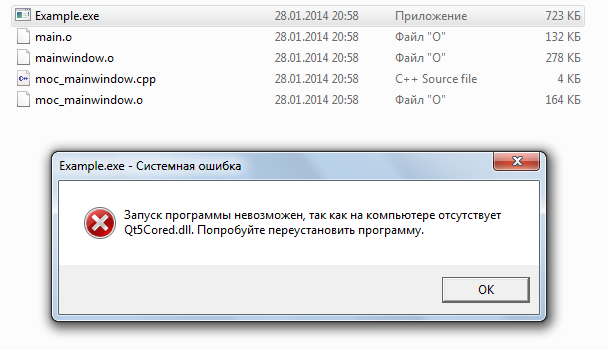 Example.exe 28.01.2014 20:58 Приложение 723 КБ
main.o 28.01.2014 20:58 Файл "O" 132 КБ
mainwindow.o 28.01.2014 20:58 Файл "O" 278 КБ
moc_mainwindow.cpp 28.01.2014 20:58 C++ Source file 4 КБ
moc_mainwindow.o 28.01.2014 20:58 Файл "O" 164 КБ
Example.exe - Системная ошибка
Запуск программы невозможен, так как на компьютере отсутствует
Qt5Cored.dll. Попробуйте переустановить программу.
ОК